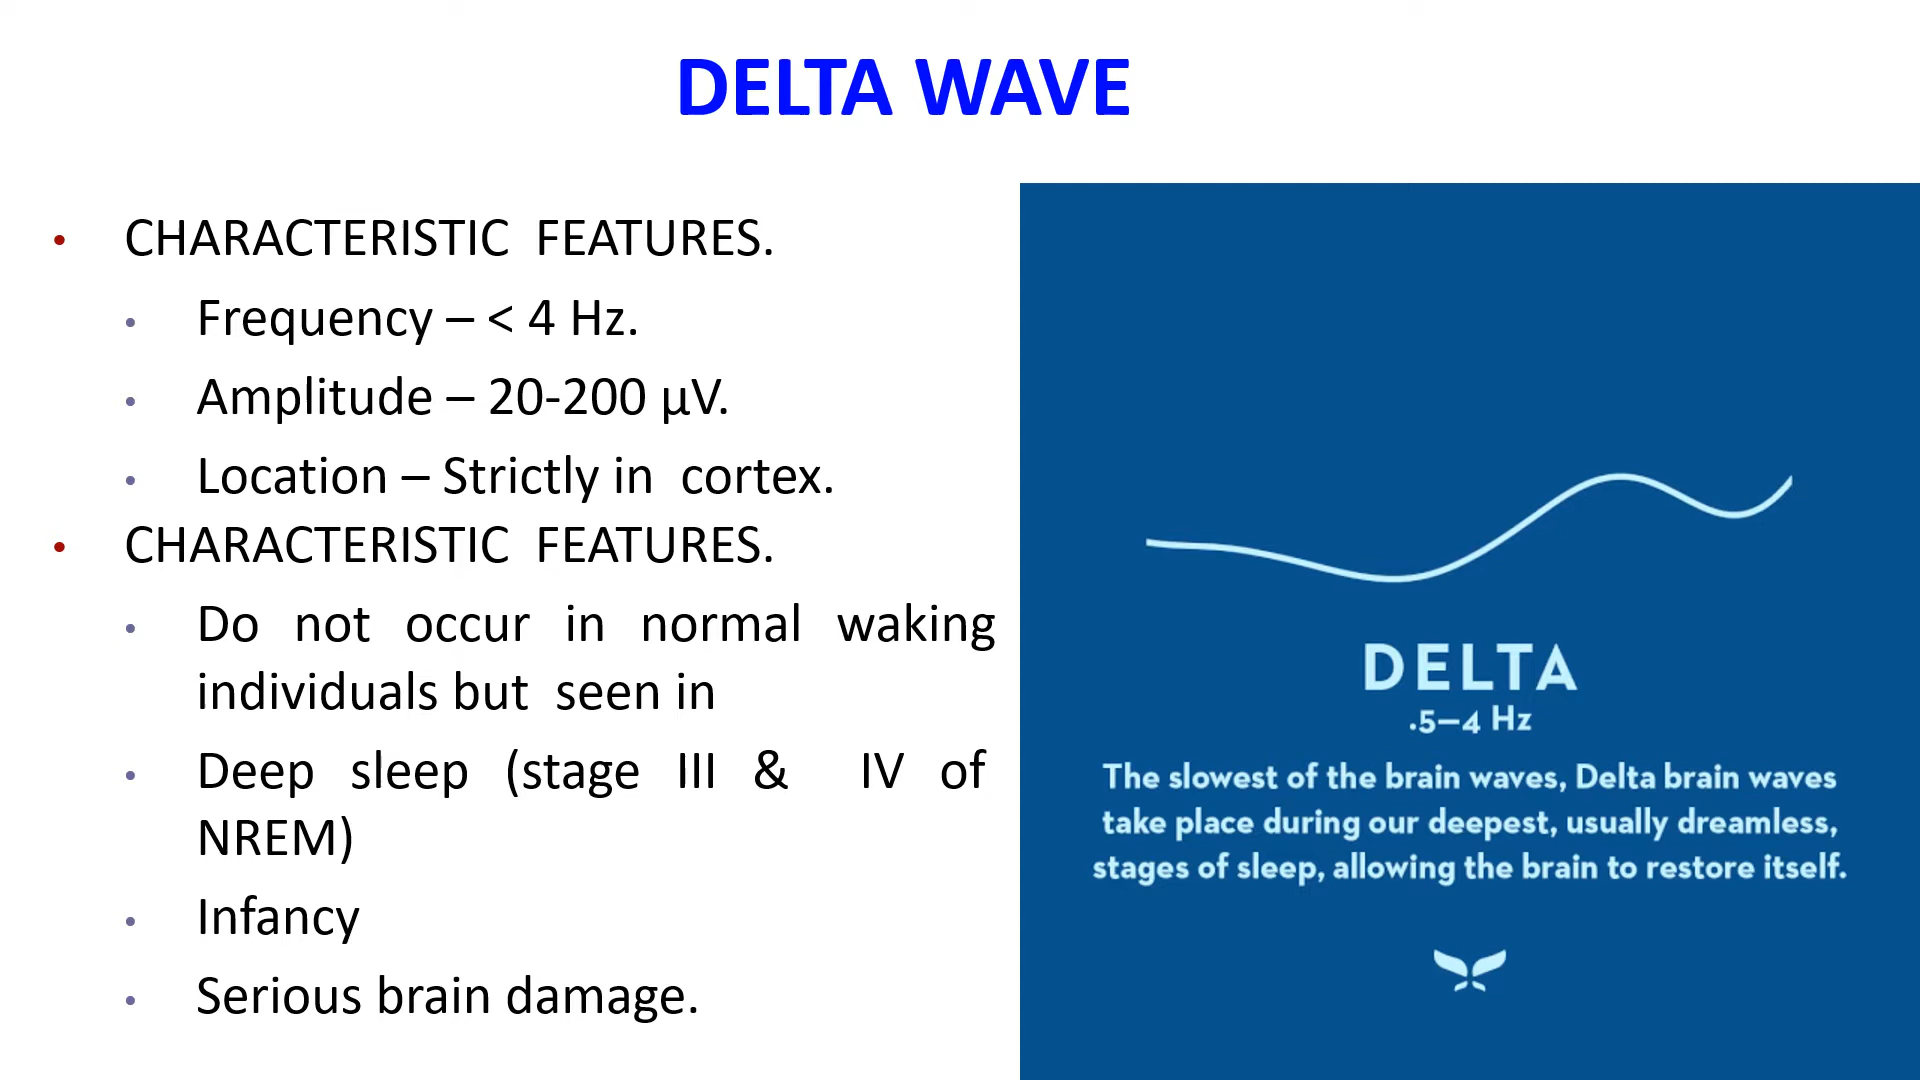 DELTA WAVE
• CHARACTERISTIC FEATURES.
• Frequency – < 4 Hz.
• Amplitude – 20-200 µV.
• Location – Strictly in cortex.
• CHARACTERISTIC FEATURES.
• Do not occur in normal waking
individuals but seen in
• Deep sleep (stage III & IV of
NREM)
• Infancy
• Serious brain damage.
DELTA
.5–4 Hz
The slowest of the brain waves, Delta brain waves
take place during our deepest, usually dreamless,
stages of sleep, allowing the brain to restore itself.